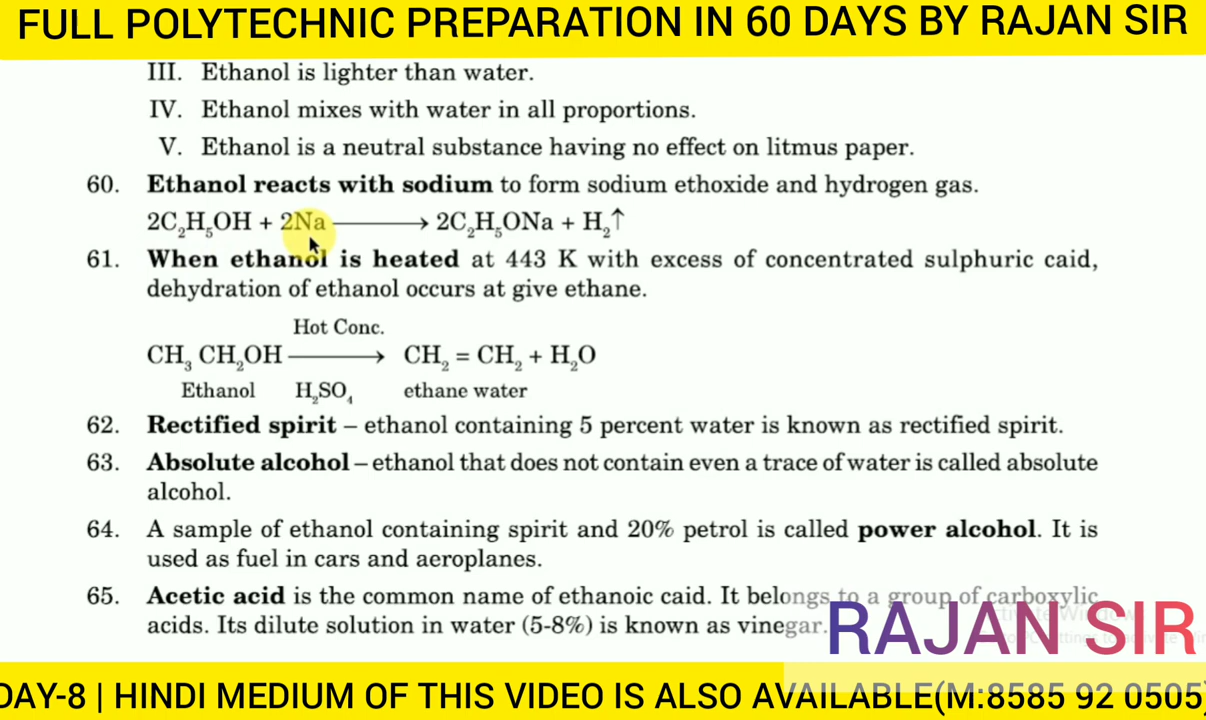 FULL POLYTECHNIC PREPARATION IN 60 DAYS BY RAJAN SIR
III. Ethanol is lighter than water.
IV. Ethanol mixes with water in all proportions.
V. Ethanol is a neutral substance having no effect on litmus paper.
60. Ethanol reacts with sodium to form sodium ethoxide and hydrogen gas.
2C₂H₅OH + 2Na ⟶ 2C₂H₅ONa + H₂↑
61. When ethanol is heated at 443 K with excess of concentrated sulphuric caid,
dehydration of ethanol occurs at give ethane.
Hot Conc.
CH₃ CH₂OH ⟶ CH₂ = CH₂ + H₂O
Ethanol H₂SO₄ ethane water
62. Rectified spirit – ethanol containing 5 percent water is known as rectified spirit.
63. Absolute alcohol – ethanol that does not contain even a trace of water is called absolute
alcohol.
64. A sample of ethanol containing spirit and 20% petrol is called power alcohol. It is
used as fuel in cars and aeroplanes.
65. Acetic acid is the common name of ethanoic caid. It belongs to a group of carboxylic
acids. Its dilute solution in water (5-8%) is known as vinegar.
RAJAN SIR
DAY-8 | HINDI MEDIUM OF THIS VIDEO IS ALSO AVAILABLE(M:8585 92 0505)